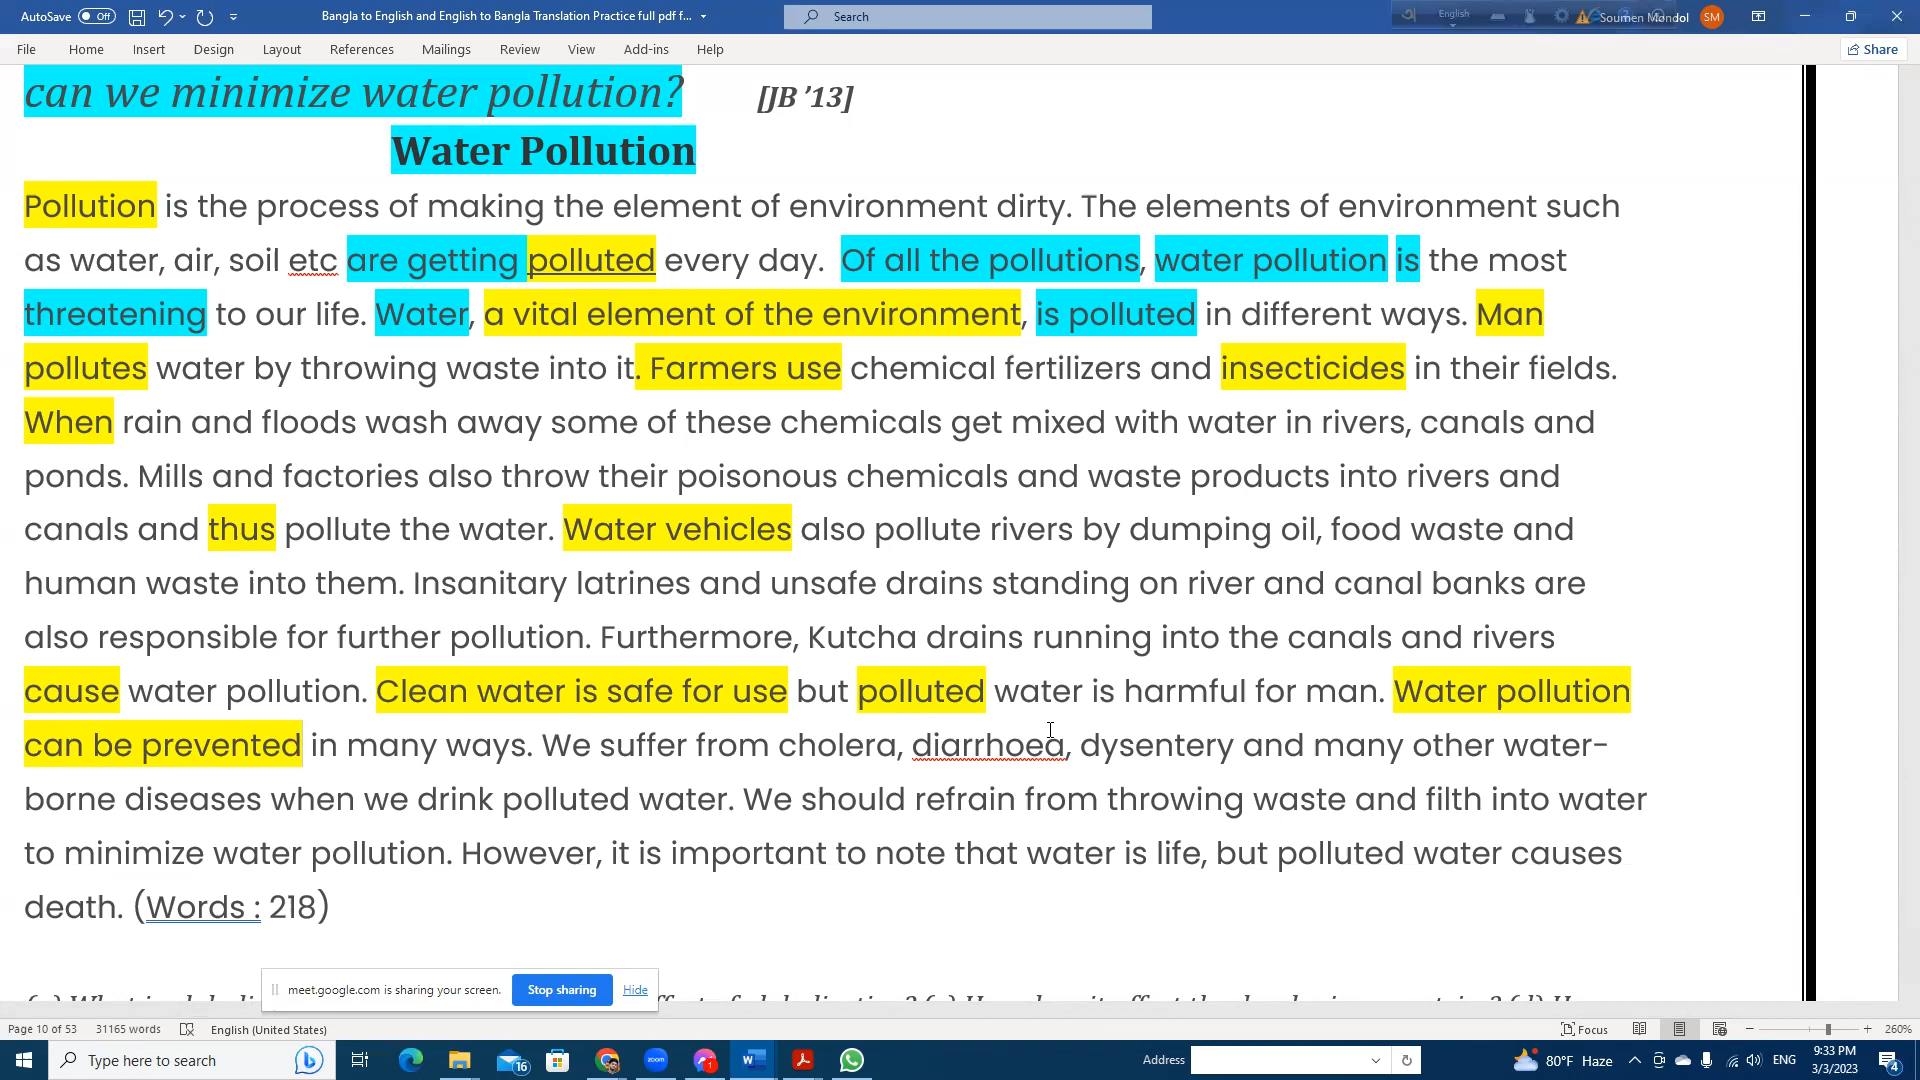 AutoSave Off Bangla to English and English to Bangla Translation Practice full pdf f... Search English Soumen Mondol SM
File Home Insert Design Layout References Mailings Review View Add-ins Help Share
can we minimize water pollution? [JB ’13]
Water Pollution
Pollution is the process of making the element of environment dirty. The elements of environment such
as water, air, soil etc are getting polluted every day. Of all the pollutions, water pollution is the most
threatening to our life. Water, a vital element of the environment, is polluted in different ways. Man
pollutes water by throwing waste into it. Farmers use chemical fertilizers and insecticides in their fields.
When rain and floods wash away some of these chemicals get mixed with water in rivers, canals and
ponds. Mills and factories also throw their poisonous chemicals and waste products into rivers and
canals and thus pollute the water. Water vehicles also pollute rivers by dumping oil, food waste and
human waste into them. Insanitary latrines and unsafe drains standing on river and canal banks are
also responsible for further pollution. Furthermore, Kutcha drains running into the canals and rivers
cause water pollution. Clean water is safe for use but polluted water is harmful for man. Water pollution
can be prevented in many ways. We suffer from cholera, diarrhoea, dysentery and many other water-
borne diseases when we drink polluted water. We should refrain from throwing waste and filth into water
to minimize water pollution. However, it is important to note that water is life, but polluted water causes
death. (Words : 218)
meet.google.com is sharing your screen. Stop sharing Hide
Page 10 of 53 31165 words English (United States) Focus 260%
Type here to search 16 zoom 1 Address 80°F Haze ENG 9:33 PM 4
3/3/2023